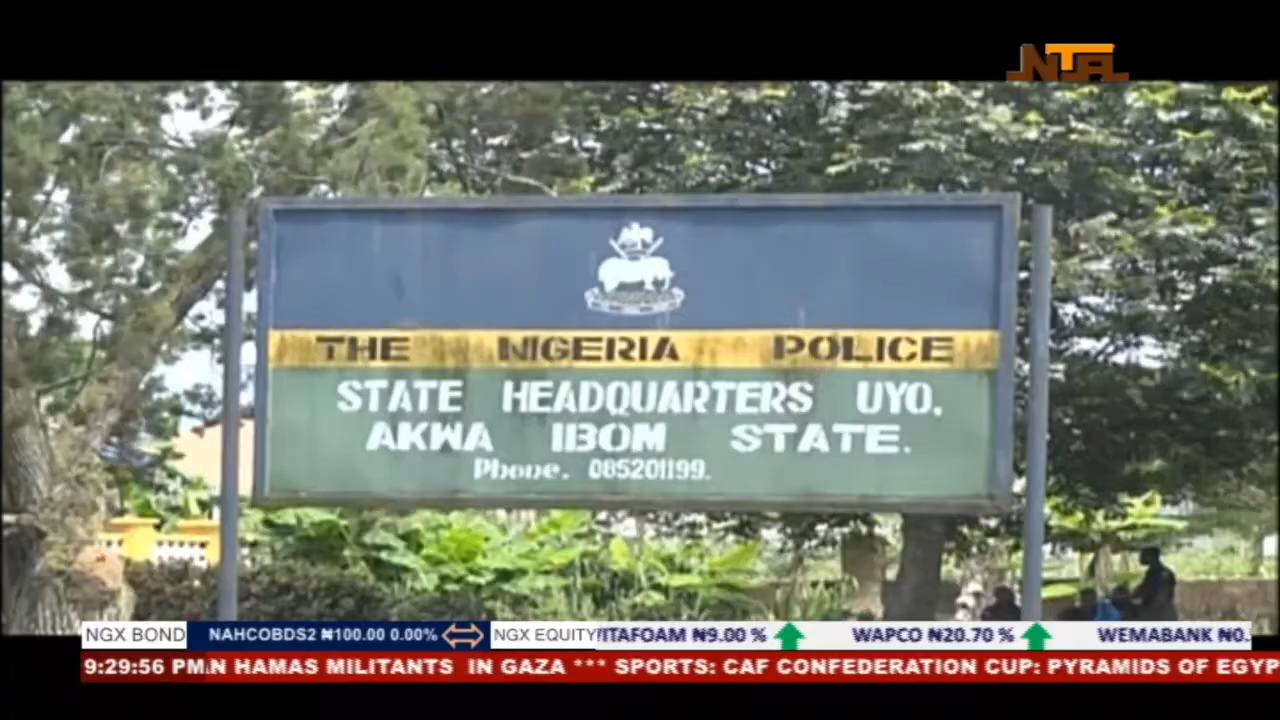 NTA
THE NIGERIA POLICE
STATE HEADQUARTERS UYO.
AKWA IBOM STATE.
Phone. 085201199.
NGX BOND NAHCOBDS2 ₦100.00 0.00% NGX EQUITY ITAFOAM ₦9.00 % WAPCO ₦20.70 % WEMABANK ₦0.
9:29:56 PM N HAMAS MILITANTS IN GAZA *** SPORTS: CAF CONFEDERATION CUP: PYRAMIDS OF EGYP